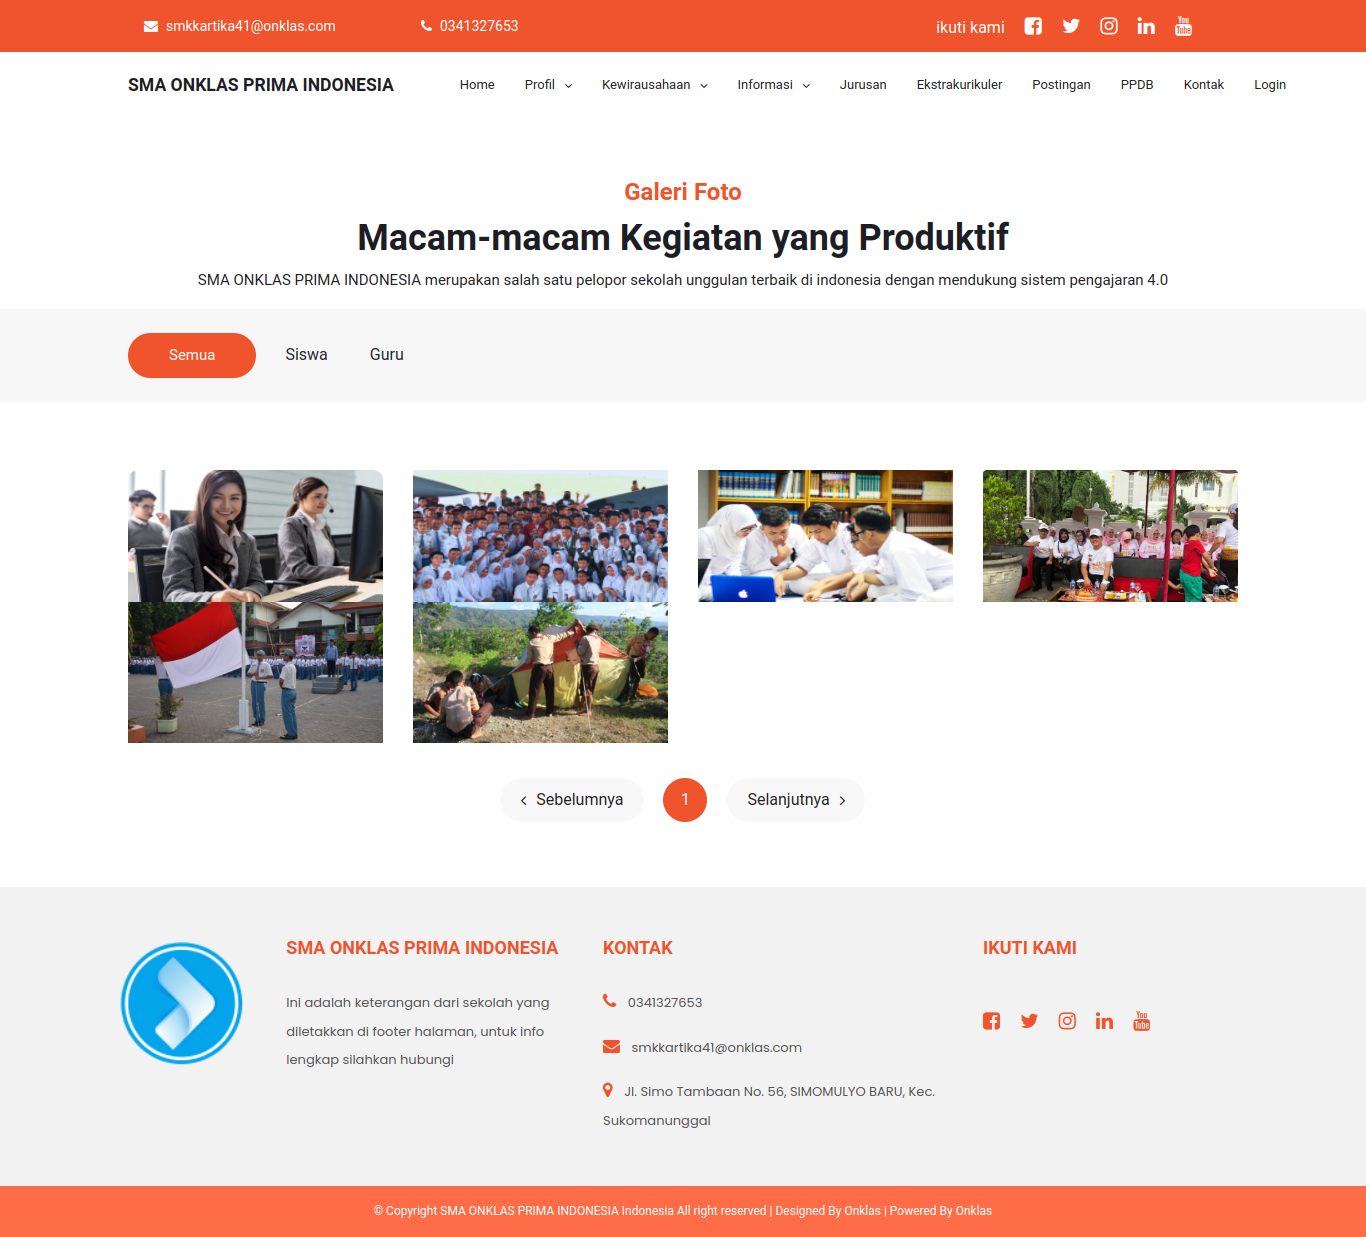 smkkartika41@onklas.com 0341327653 ikuti kami
SMA ONKLAS PRIMA INDONESIA Home Profil Kewirausahaan Informasi Jurusan Ekstrakurikuler Postingan PPDB Kontak Login
Galeri Foto
Macam-macam Kegiatan yang Produktif
SMA ONKLAS PRIMA INDONESIA merupakan salah satu pelopor sekolah unggulan terbaik di indonesia dengan mendukung sistem pengajaran 4.0
Semua Siswa Guru
Sebelumnya 1 Selanjutnya
SMA ONKLAS PRIMA INDONESIA
Ini adalah keterangan dari sekolah yang
diletakkan di footer halaman, untuk info
lengkap silahkan hubungi
KONTAK
0341327653
smkkartika41@onklas.com
Jl. Simo Tambaan No. 56, SIMOMULYO BARU, Kec.
Sukomanunggal
IKUTI KAMI
© Copyright SMA ONKLAS PRIMA INDONESIA Indonesia All right reserved | Designed By Onklas | Powered By Onklas